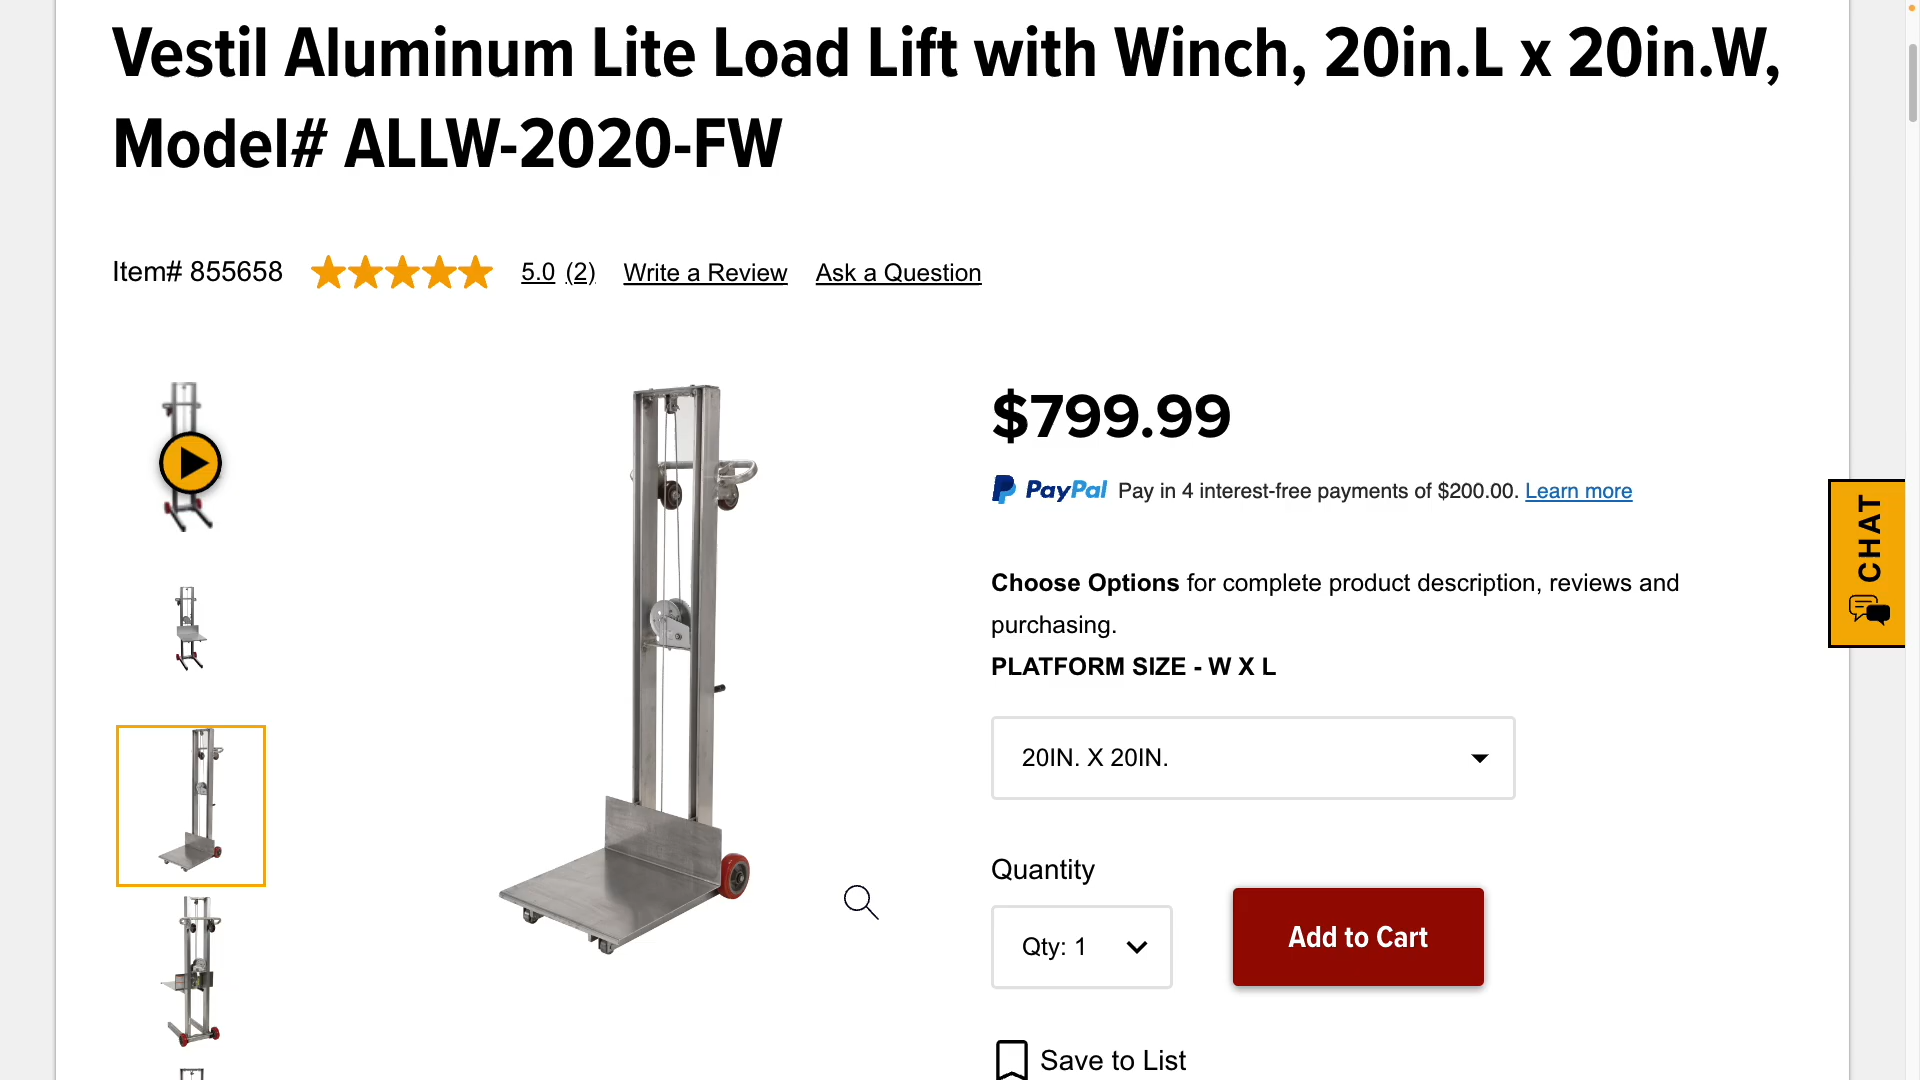 Vestil Aluminum Lite Load Lift with Winch, 20in.L x 20in.W,
Model# ALLW-2020-FW
Item# 855658
5.0 (2)
Write a Review
Ask a Question
$799.99
PayPal Pay in 4 interest-free payments of $200.00. Learn more
Choose Options for complete product description, reviews and
purchasing.
PLATFORM SIZE - W X L
20IN. X 20IN.
Quantity
Qty: 1
Add to Cart
Save to List
CHAT